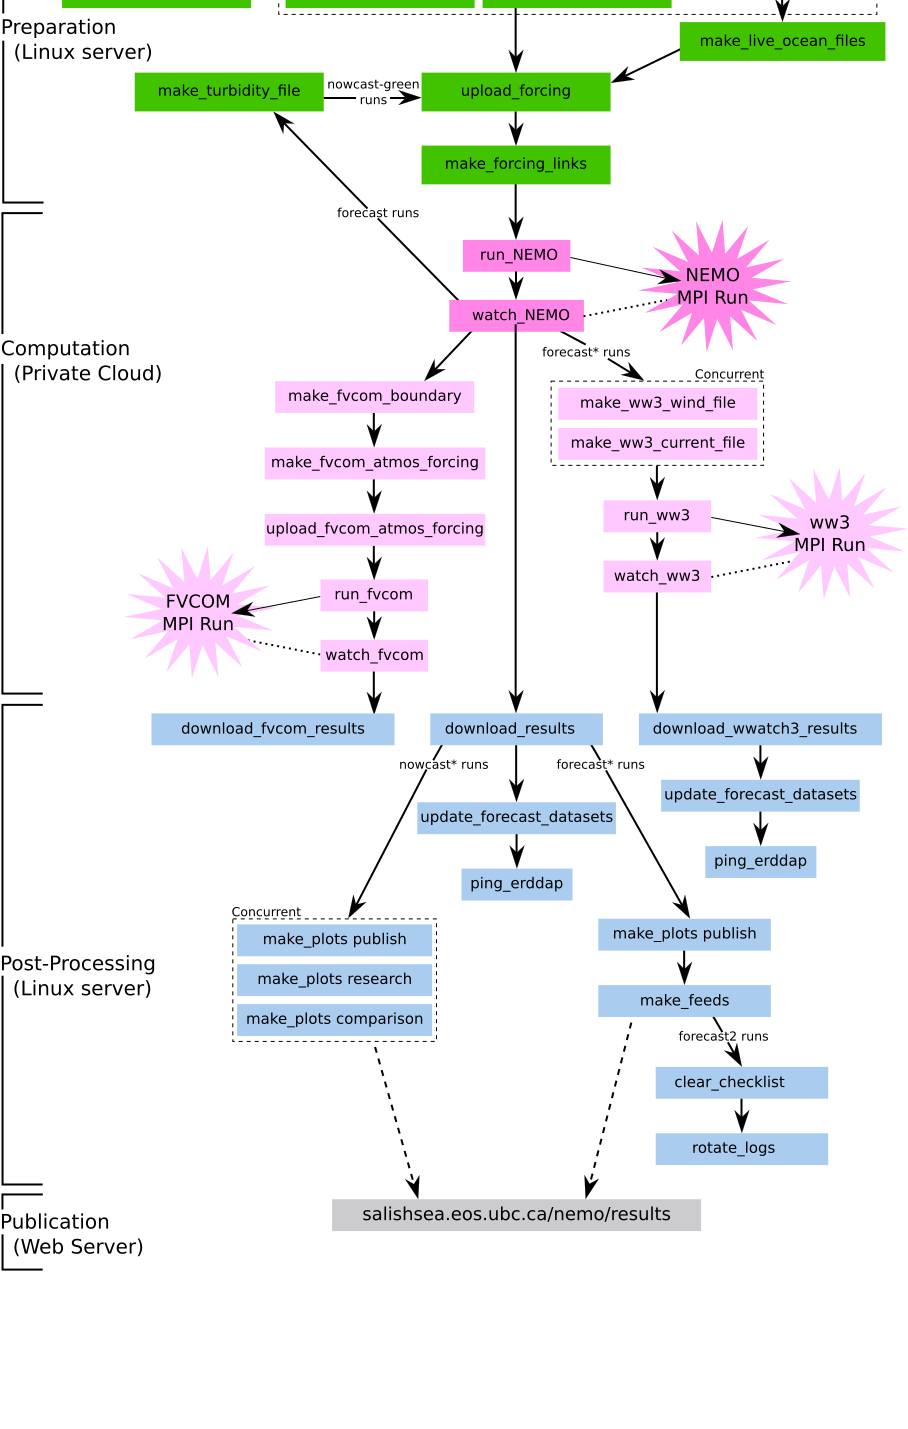 Preparation
(Linux server)
make_live_ocean_files
make_turbidity_file
nowcast-green
runs
upload_forcing
make_forcing_links
forecast runs
run_NEMO
NEMO
MPI Run
watch_NEMO
Computation
(Private Cloud)
forecast* runs
Concurrent
make_fvcom_boundary
make_ww3_wind_file
make_ww3_current_file
make_fvcom_atmos_forcing
upload_fvcom_atmos_forcing
run_ww3
ww3
MPI Run
watch_ww3
run_fvcom
FVCOM
MPI Run
watch_fvcom
download_fvcom_results
download_results
download_wwatch3_results
nowcast* runs
forecast* runs
update_forecast_datasets
update_forecast_datasets
ping_erddap
ping_erddap
Concurrent
make_plots publish
make_plots research
make_plots comparison
make_plots publish
make_feeds
Post-Processing
(Linux server)
forecast2 runs
clear_checklist
rotate_logs
Publication
(Web Server)
salishsea.eos.ubc.ca/nemo/results